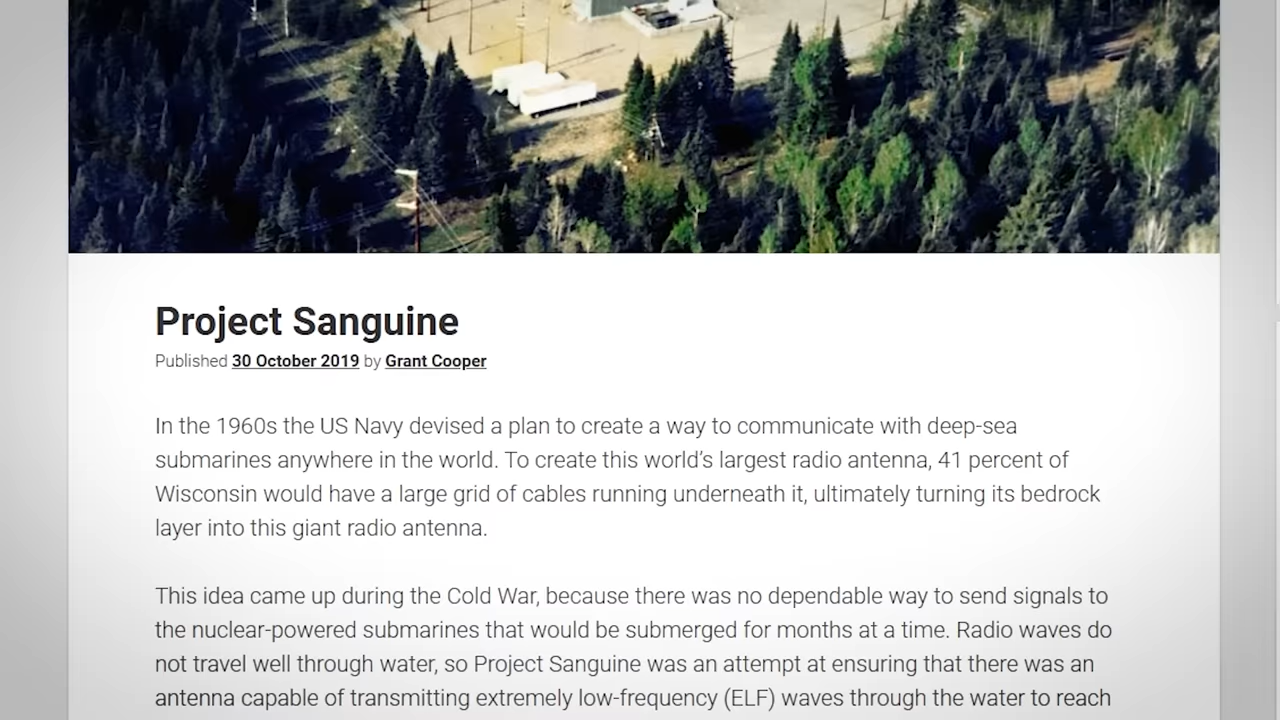 Project Sanguine
Published 30 October 2019 by Grant Cooper
In the 1960s the US Navy devised a plan to create a way to communicate with deep-sea
submarines anywhere in the world. To create this world’s largest radio antenna, 41 percent of
Wisconsin would have a large grid of cables running underneath it, ultimately turning its bedrock
layer into this giant radio antenna.
This idea came up during the Cold War, because there was no dependable way to send signals to
the nuclear-powered submarines that would be submerged for months at a time. Radio waves do
not travel well through water, so Project Sanguine was an attempt at ensuring that there was an
antenna capable of transmitting extremely low-frequency (ELF) waves through the water to reach